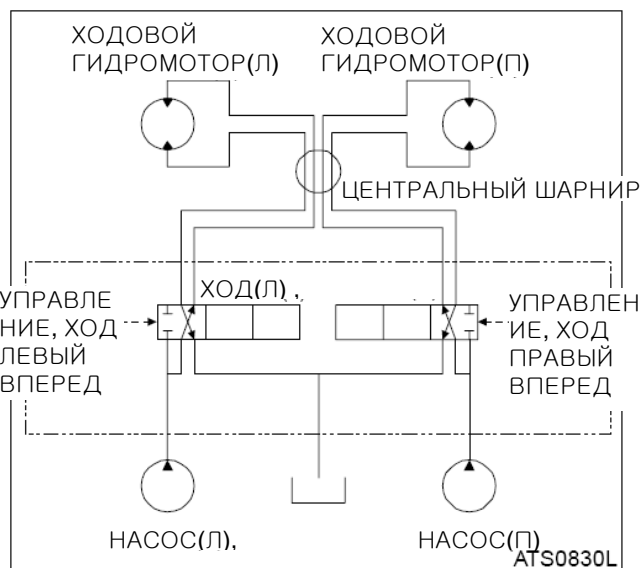 ХОДОВОЙ
ГИДРОМОТОР(Л)
ХОДОВОЙ
ГИДРОМОТОР(П)
ЦЕНТРАЛЬНЫЙ ШАРНИР
ХОД(Л) ,
УПРАВЛЕ
НИЕ, ХОД
ЛЕВЫЙ
ВПЕРЕД
УПРАВЛЕН
ИЕ, ХОД
ПРАВЫЙ
ВПЕРЕД
НАСОС(Л),
НАСОС(П)
ATS0830L